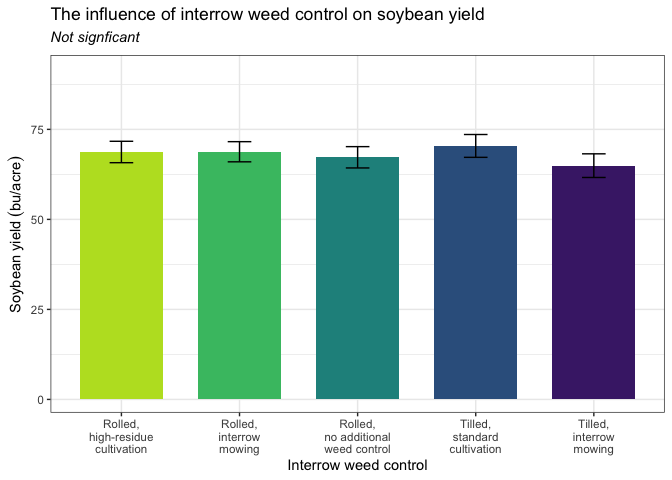 The influence of interrow weed control on soybean yield
Not signficant
Soybean yield (bu/acre)
75
50
25
0
Rolled,
high-residue
cultivation
Rolled,
interrow
mowing
Rolled,
no additional
weed control
Tilled,
standard
cultivation
Tilled,
interrow
mowing
Interrow weed control